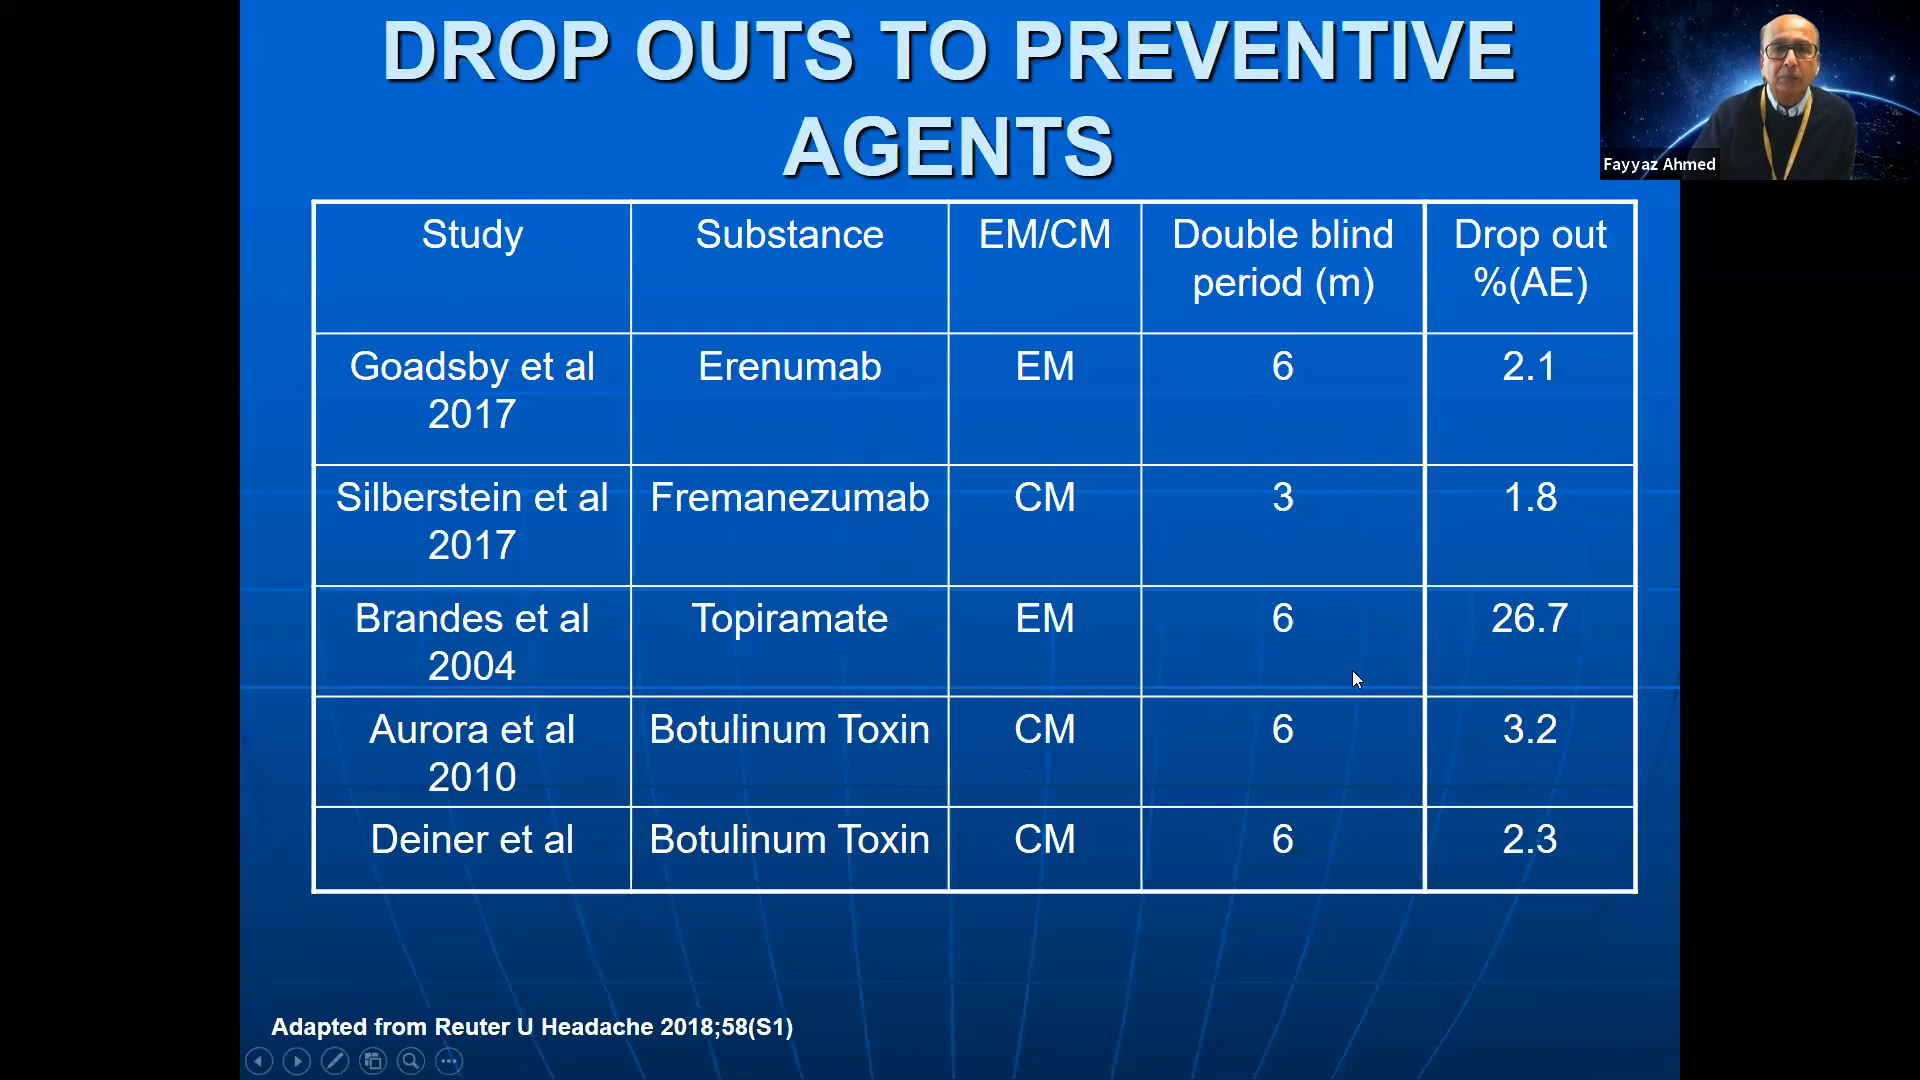 DROP OUTS TO PREVENTIVE
AGENTS
Fayyaz Ahmed
Study Substance EM/CM Double blind period (m) Drop out %(AE)
Goadsby et al 2017 Erenumab EM 6 2.1
Silberstein et al 2017 Fremanezumab CM 3 1.8
Brandes et al 2004 Topiramate EM 6 26.7
Aurora et al 2010 Botulinum Toxin CM 6 3.2
Deiner et al Botulinum Toxin CM 6 2.3
Adapted from Reuter U Headache 2018;58(S1)